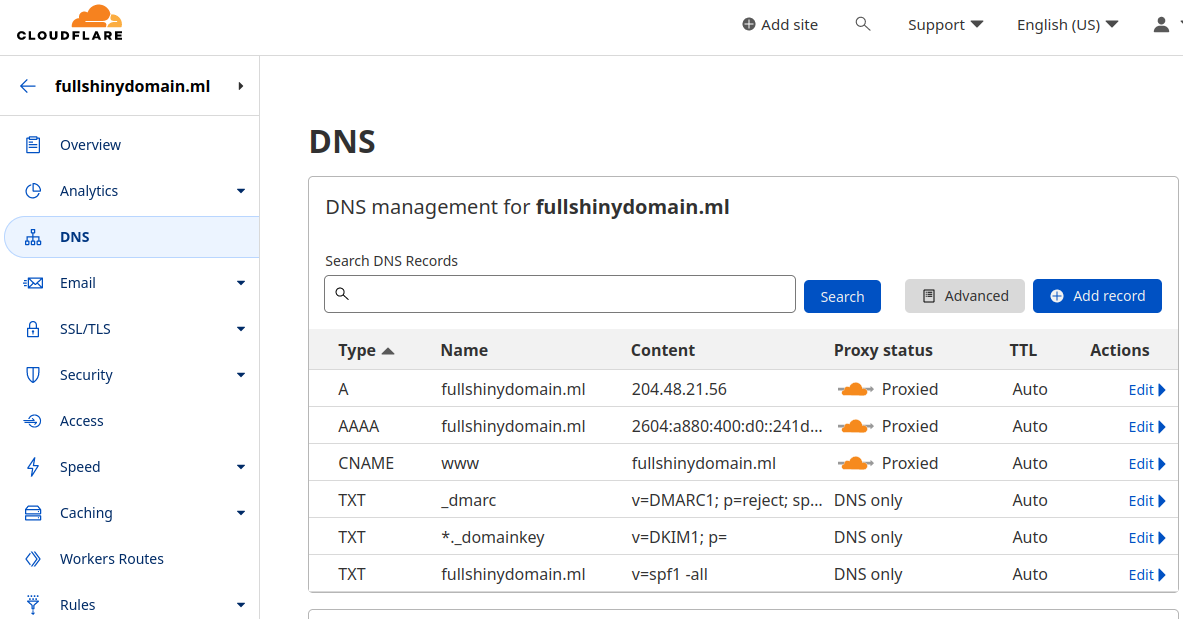 CLOUDFLARE
Add site
Support
English (US)
fullshinydomain.ml
Overview
Analytics
DNS
Email
SSL/TLS
Security
Access
Speed
Caching
Workers Routes
Rules
DNS
DNS management for fullshinydomain.ml
Search DNS Records
Search
Advanced
Add record
Type Name Content Proxy status TTL Actions
A fullshinydomain.ml 204.48.21.56 Proxied Auto Edit
AAAA fullshinydomain.ml 2604:a880:400:d0::241d... Proxied Auto Edit
CNAME www fullshinydomain.ml Proxied Auto Edit
TXT _dmarc v=DMARC1; p=reject; sp... DNS only Auto Edit
TXT *._domainkey v=DKIM1; p= DNS only Auto Edit
TXT fullshinydomain.ml v=spf1 -all DNS only Auto Edit